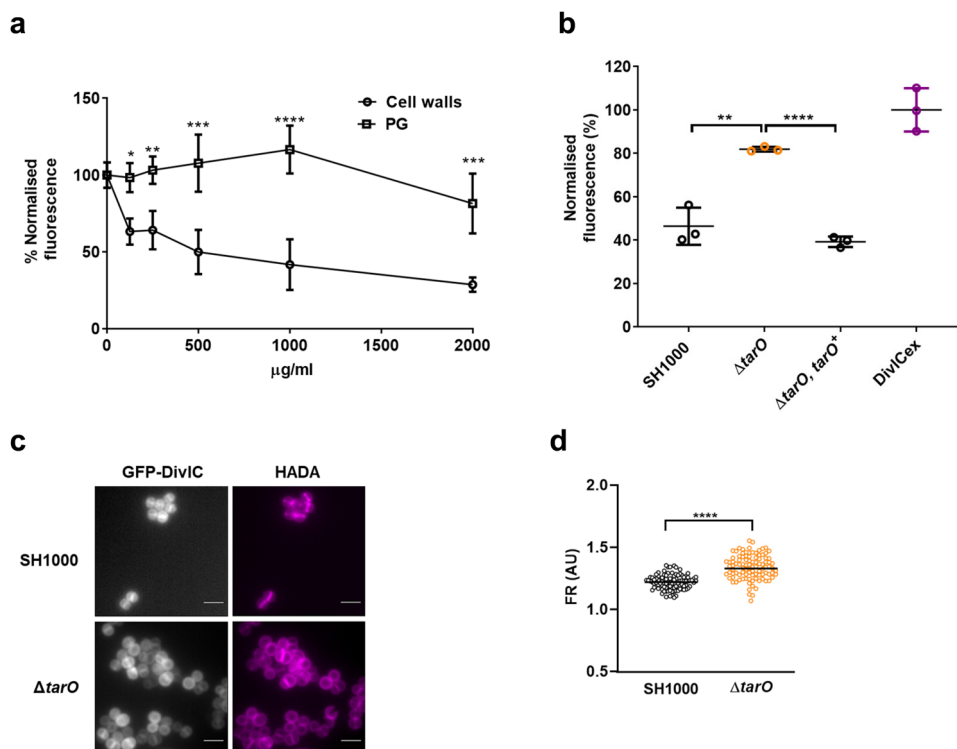 a
% Normalised
fluorescence
150
100
50
0
0
500
1000
1500
2000
µg/ml
Cell walls
PG
*
**
***
****
***
b
Normalised
fluorescence (%)
120
100
80
60
40
20
0
**
****
SH1000
ΔtarO
ΔtarO, tarO⁺
DivICex
c
GFP-DivIC
HADA
SH1000
ΔtarO
d
FR (AU)
2.0
1.5
1.0
0.5
****
SH1000
ΔtarO